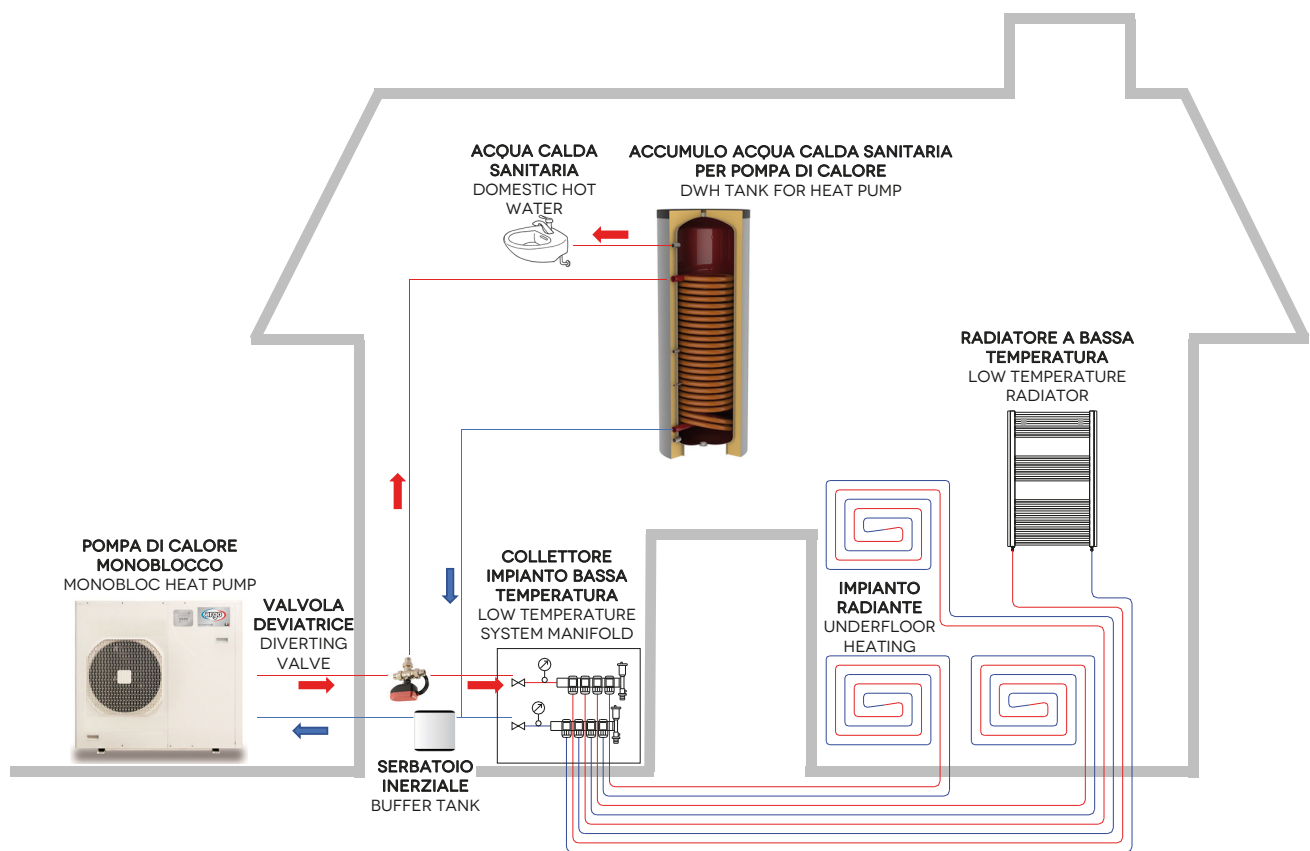 ACQUA CALDA
SANITARIA
DOMESTIC HOT
WATER
ACCUMULO ACQUA CALDA SANITARIA
PER POMPA DI CALORE
DWH TANK FOR HEAT PUMP
RADIATORE A BASSA
TEMPERATURA
LOW TEMPERATURE
RADIATOR
POMPA DI CALORE
MONOBLOCCO
MONOBLOC HEAT PUMP
argo
VALVOLA
DEVIATRICE
DIVERTING
VALVE
COLLETTORE
IMPIANTO BASSA
TEMPERATURA
LOW TEMPERATURE
SYSTEM MANIFOLD
IMPIANTO
RADIANTE
UNDERFLOOR
HEATING
SERBATOIO
INERZIALE
BUFFER TANK